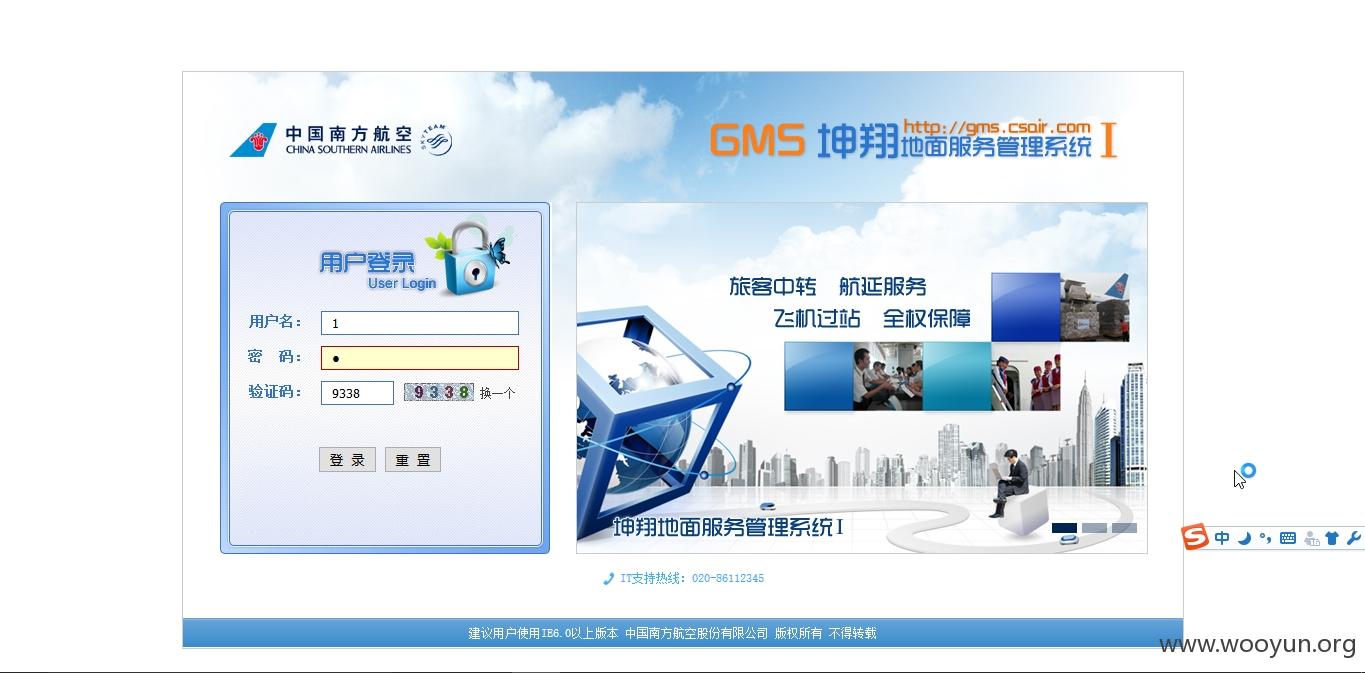 中国南方航空
CHINA SOUTHERN AIRLINES
SKYTEAM
GMS 坤翔地面服务管理系统 I
http://gms.csair.com
用户登录
User Login
用户名： 1
密 码： ●
验证码： 9338 9338 换一个
登 录 重 置
旅客中转 航延服务
飞机过站 全权保障
坤翔地面服务管理系统I
中
IT支持热线：020-86112345
建议用户使用IE6.0以上版本 中国南方航空股份有限公司 版权所有 不得转载
www.wooyun.org